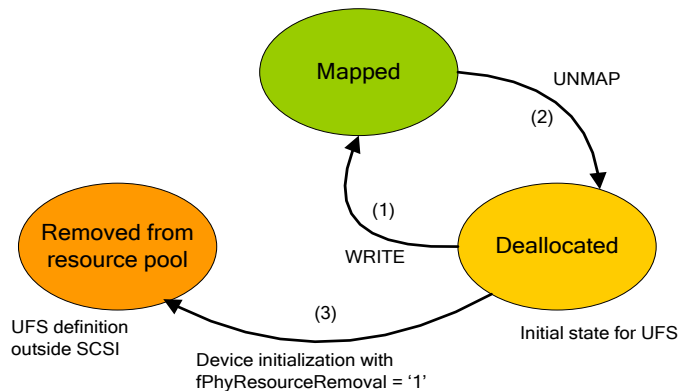 Mapped
UNMAP
(2)
(1)
WRITE
Removed from
resource pool
Deallocated
(3)
UFS definition
outside SCSI
Initial state for UFS
Device initialization with
fPhyResourceRemoval = ‘1’